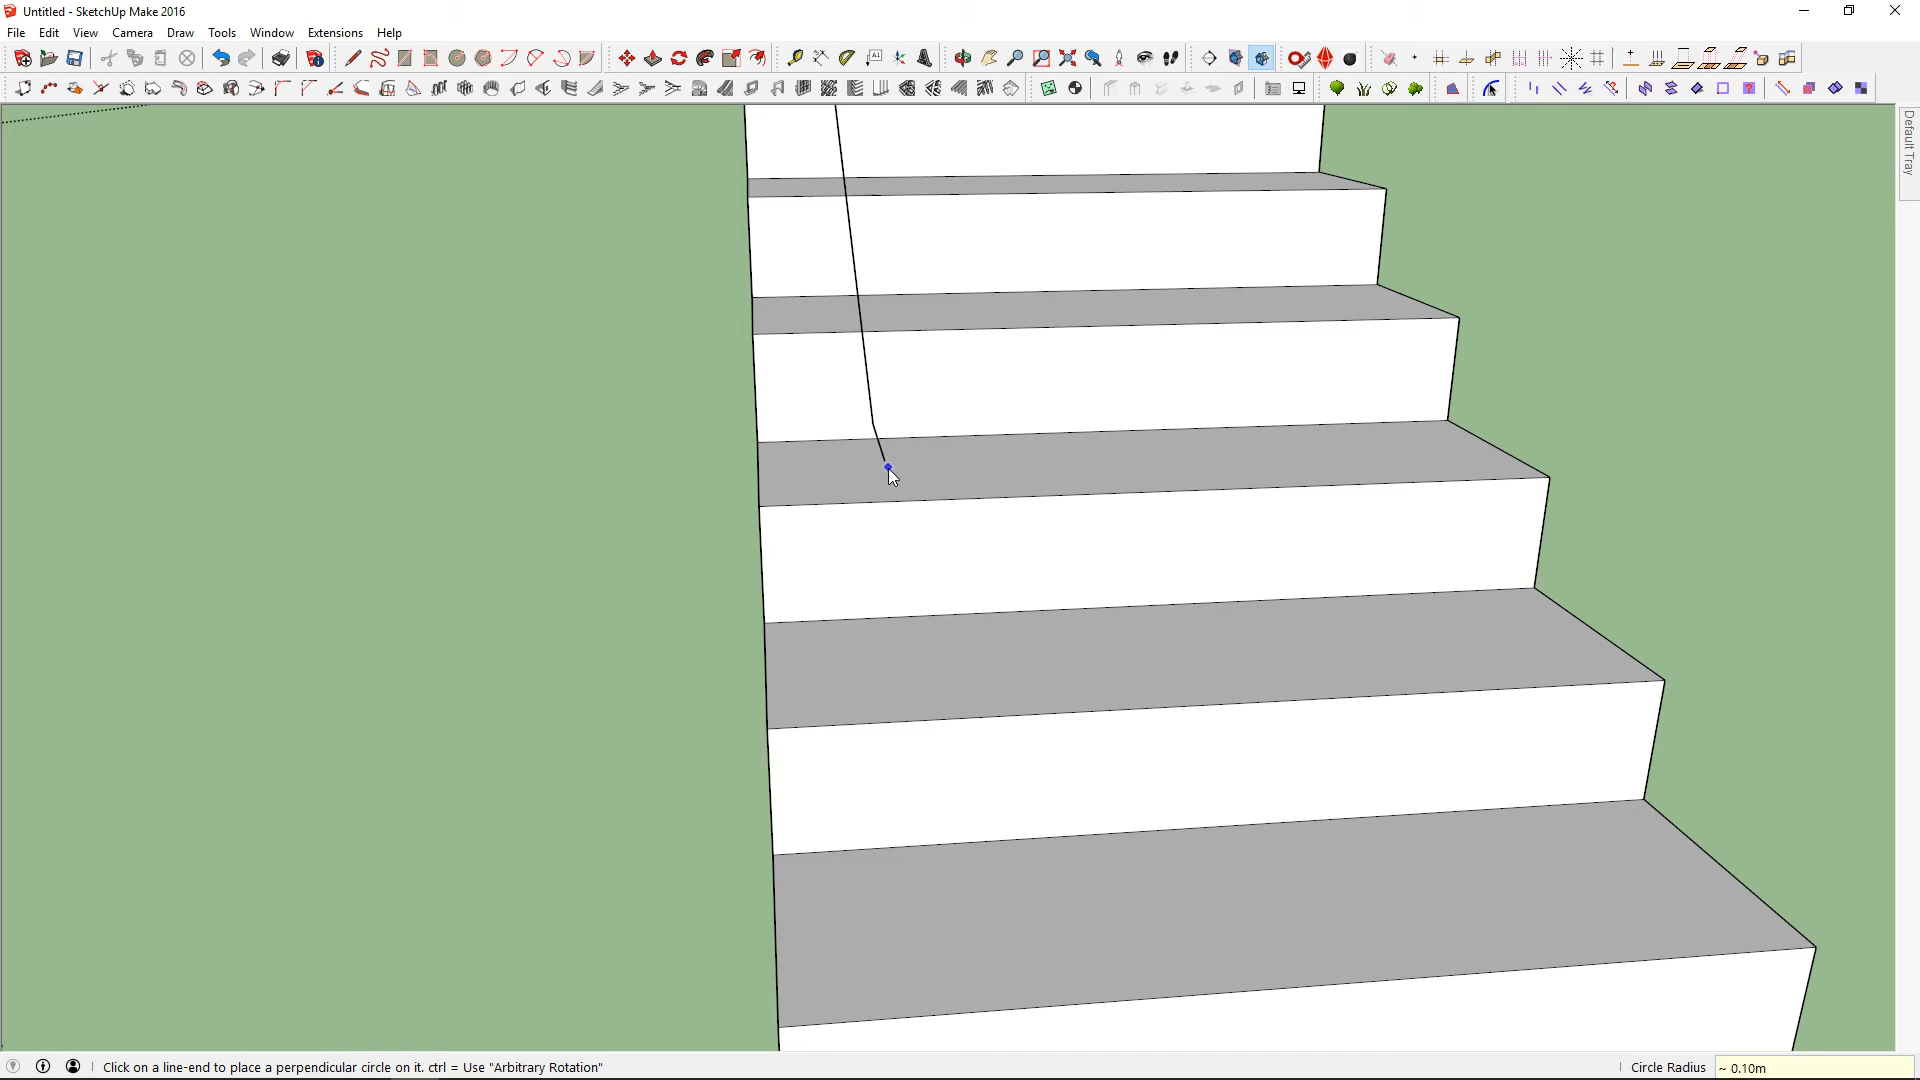 Untitled - SketchUp Make 2016
File Edit View Camera Draw Tools Window Extensions Help
A1
Default Tray
Click on a line-end to place a perpendicular circle on it. ctrl = Use "Arbitrary Rotation"
Circle Radius ~ 0.10m